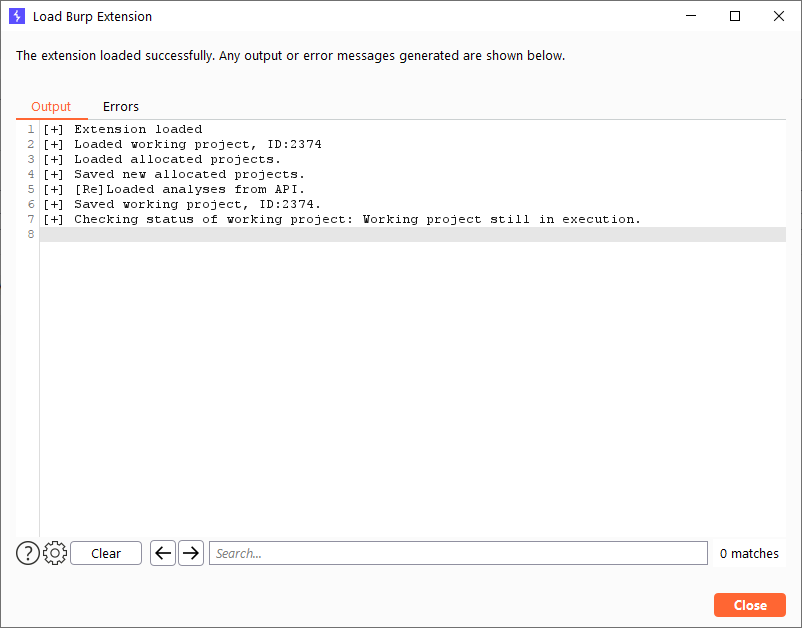 Load Burp Extension
The extension loaded successfully. Any output or error messages generated are shown below.
Output Errors
1 [+] Extension loaded
2 [+] Loaded working project, ID:2374
3 [+] Loaded allocated projects.
4 [+] Saved new allocated projects.
5 [+] [Re]Loaded analyses from API.
6 [+] Saved working project, ID:2374.
7 [+] Checking status of working project: Working project still in execution.
8
? Clear Search... 0 matches
Close